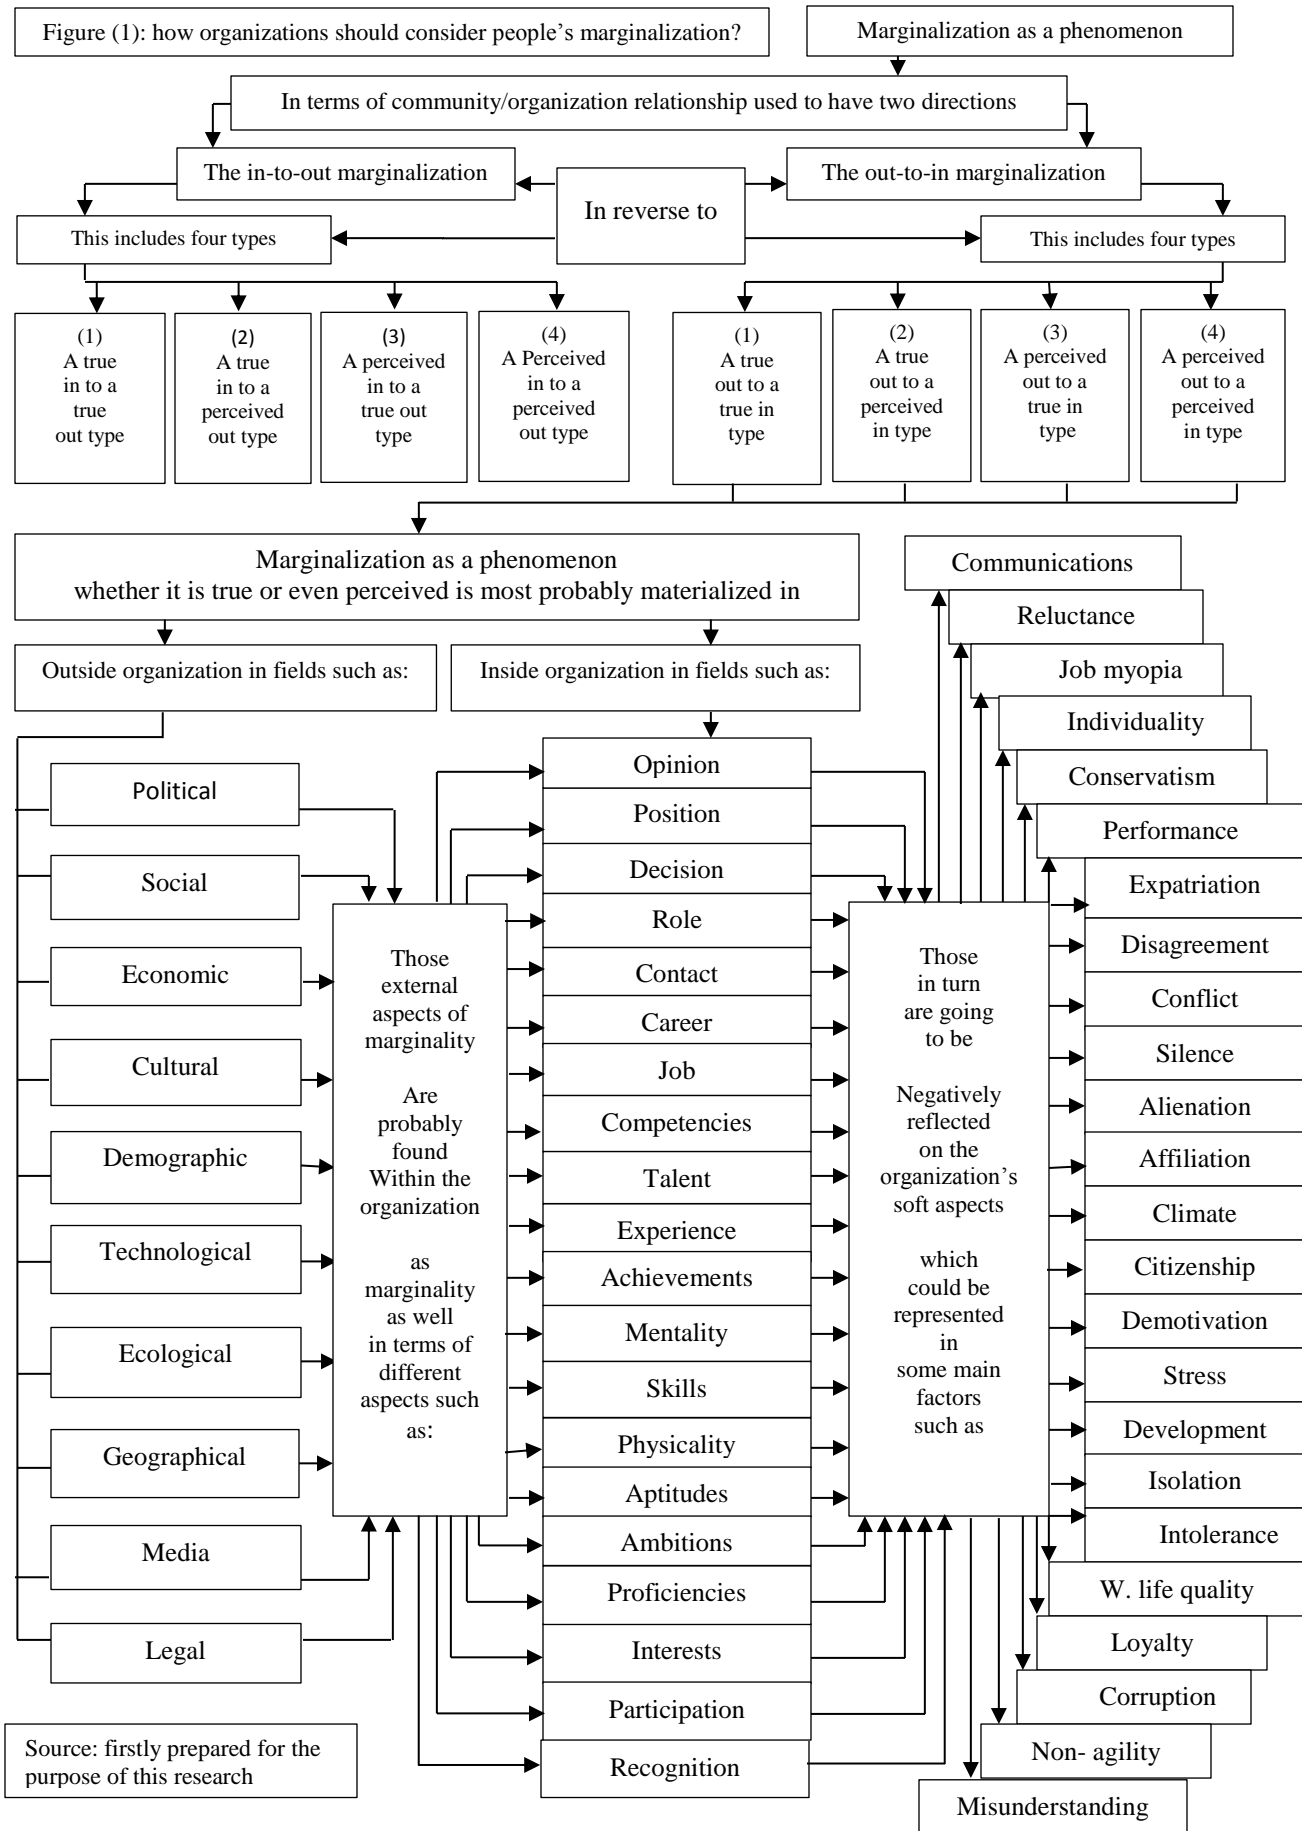 Figure (1): how organizations should consider people's marginalization?
Marginalization as a phenomenon
In terms of community/organization relationship used to have two directions
The in-to-out marginalization
In reverse to
The out-to-in marginalization
This includes four types
This includes four types
(1)
A true
in to a
true
out type
(2)
A true
in to a
perceived
out type
(3)
A perceived
in to a
true out
type
(4)
A Perceived
in to a
perceived
out type
(1)
A true
out to a
true in
type
(2)
A true
out to a
perceived
in type
(3)
A perceived
out to a
true in
type
(4)
A perceived
out to a
perceived
in type
Marginalization as a phenomenon
whether it is true or even perceived is most probably materialized in
Outside organization in fields such as:
Inside organization in fields such as:
Political
Social
Economic
Cultural
Demographic
Technological
Ecological
Geographical
Media
Legal
Those
external
aspects of
marginality
Are
probably
found
Within the
organization
as
marginality
as well
in terms of
different
aspects such
as:
Opinion
Position
Decision
Role
Contact
Career
Job
Competencies
Talent
Experience
Achievements
Mentality
Skills
Physicality
Aptitudes
Ambitions
Proficiencies
Interests
Participation
Recognition
Those
in turn
are going
to be
Negatively
reflected
on the
organization's
soft aspects
which
could be
represented
in
some main
factors
such as
Communications
Reluctance
Job myopia
Individuality
Conservatism
Performance
Expatriation
Disagreement
Conflict
Silence
Alienation
Affiliation
Climate
Citizenship
Demotivation
Stress
Development
Isolation
Intolerance
W. life quality
Loyalty
Corruption
Non- agility
Misunderstanding
Source: firstly prepared for the
purpose of this research